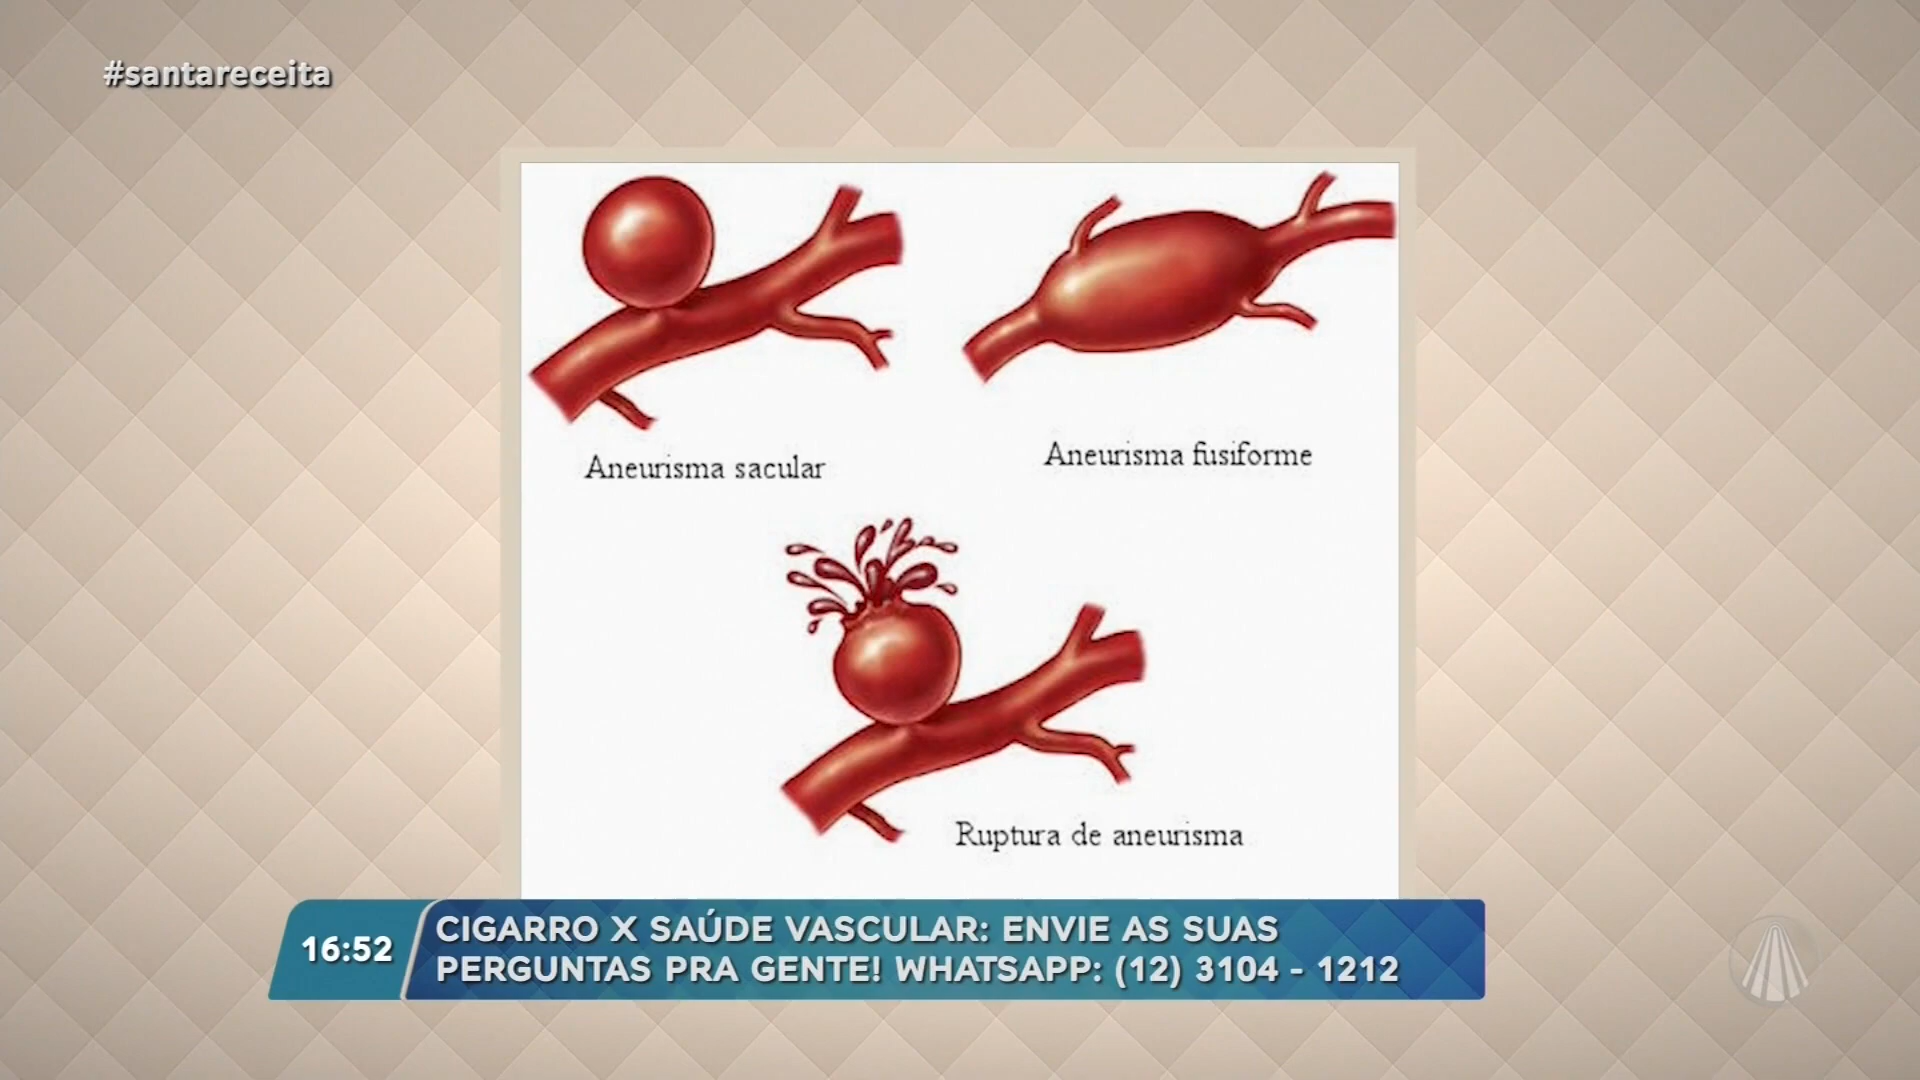 #santareceita
Aneurisma sacular
Aneurisma fusiforme
Ruptura de aneurisma
16:52
CIGARRO X SAÚDE VASCULAR: ENVIE AS SUAS
PERGUNTAS PRA GENTE! WHATSAPP: (12) 3104 - 1212